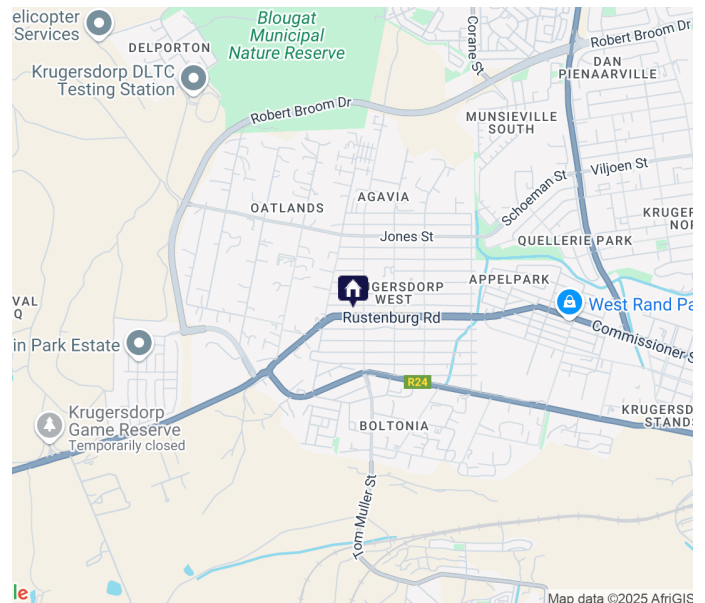 elicopter
Services
DELPORTON
Krugersdorp DLTC
Testing Station
Blougat
Municipal
Nature Reserve
Corane St
Robert Broom Dr
DAN
PIENAARVILLE
Robert Broom Dr
MUNSIEVILLE
SOUTH
Viljoen St
Schoeman St
AGAVIA
OATLANDS
Jones St
KRUGER
NOR
QUELLERIE PARK
APPELPARK
GERSDORP
WEST
VAL
Q
West Rand Pa
Rustenburg Rd
Commissioner S
in Park Estate
R24
Krugersdorp
Game Reserve
Temporarily closed
BOLTONIA
KRUGERSD
STANDS
Tom Muller St
le
Map data ©2025 AfriGIS